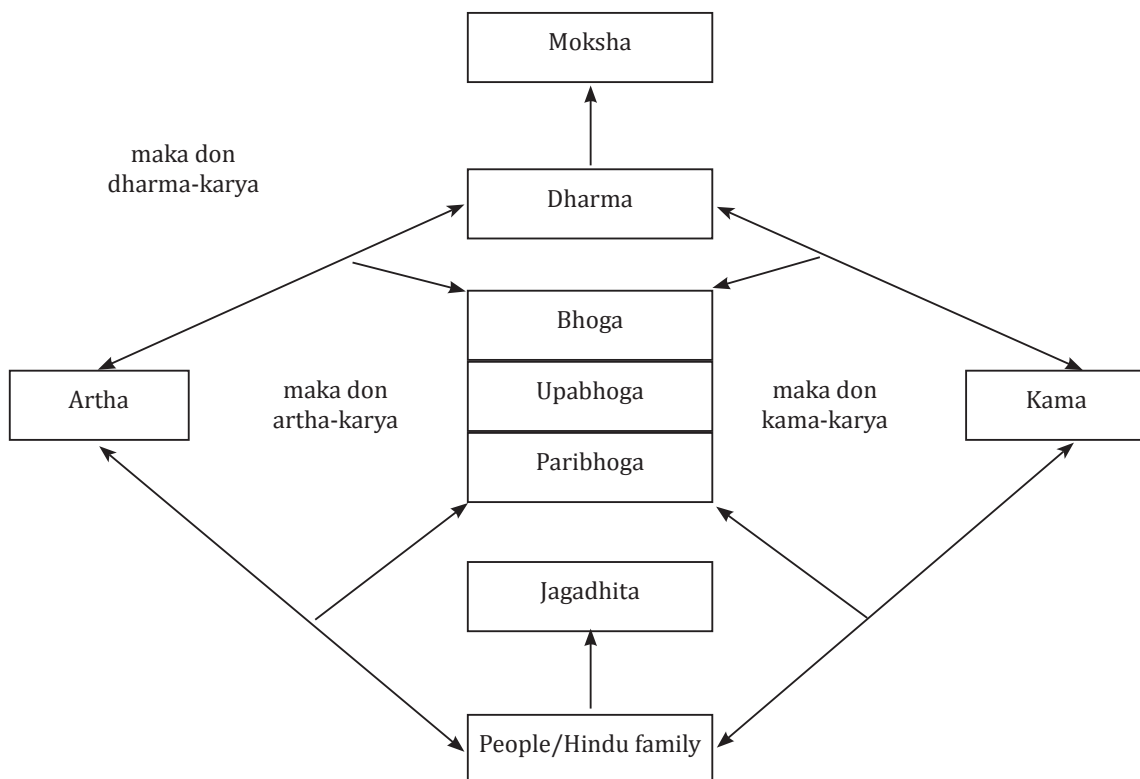 Moksha
maka don
dharma-karya
Dharma
Bhoga
Artha
maka don
artha-karya
Upabhoga
maka don
kama-karya
Kama
Paribhoga
Jagadhita
People/Hindu family